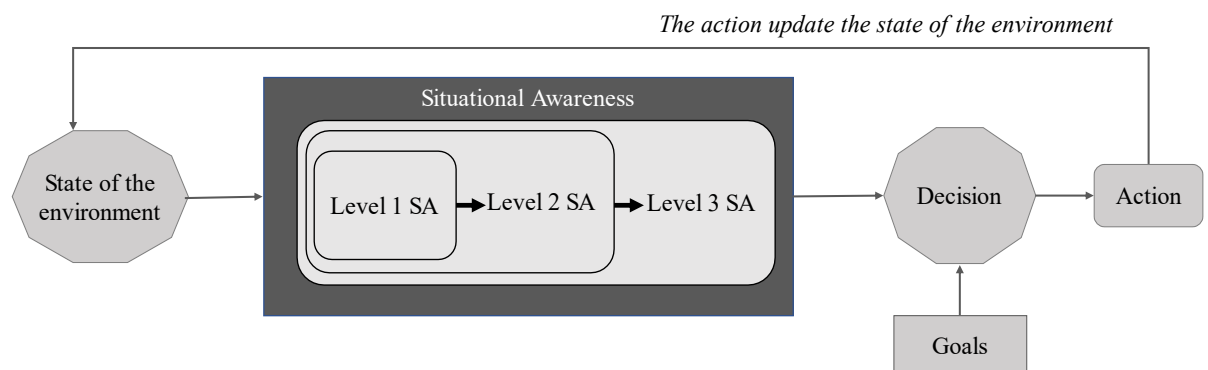 The action update the state of the environment
Situational Awareness
State of the
environment
Level 1 SA
Level 2 SA
Level 3 SA
Decision
Action
Goals